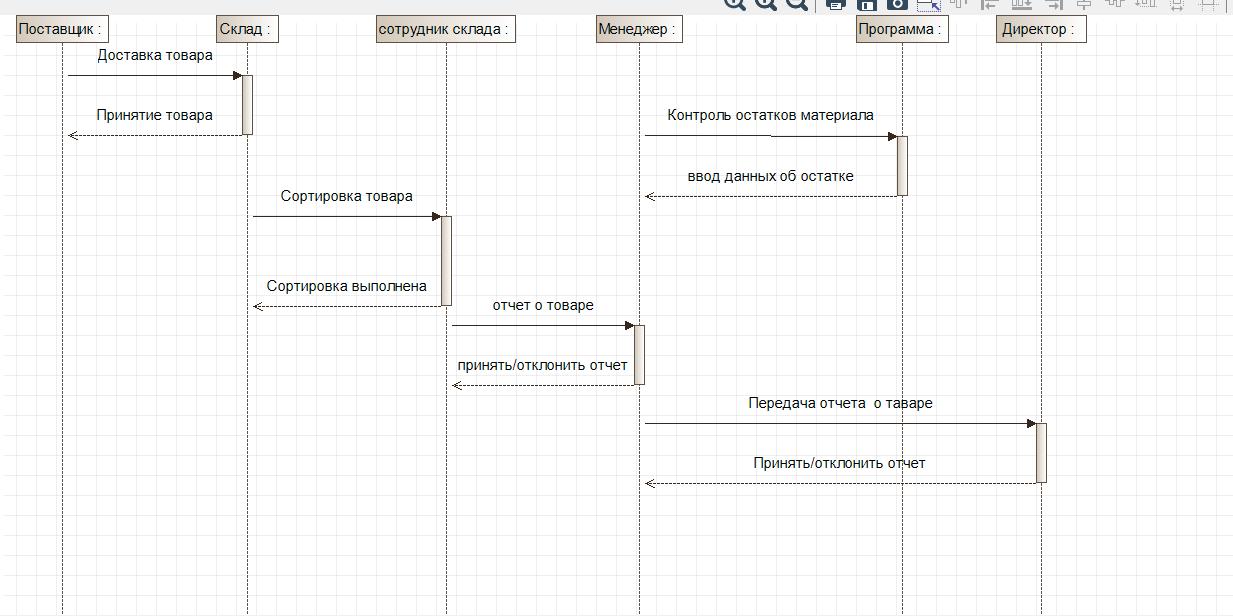 Поставщик :
Склад :
сотрудник склада :
Менеджер :
Программа :
Директор :
Доставка товара
Принятие товара
Контроль остатков материала
ввод данных об остатке
Сортировка товара
Сортировка выполнена
отчет о товаре
принять/отклонить отчет
Передача отчета  о таваре
Принять/отклонить отчет